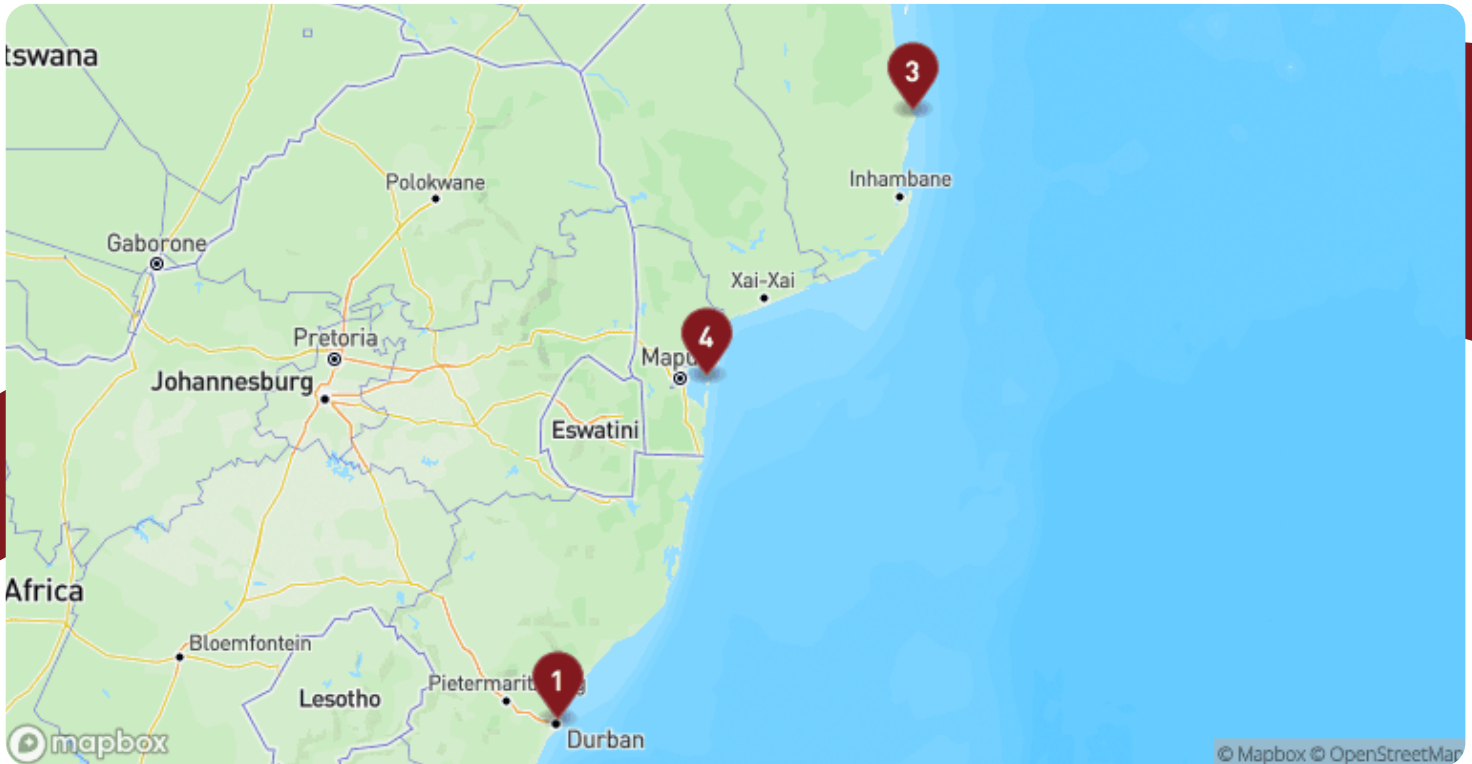 tswana
3
Polokwane
Inhambane
Gaborone
Xai-Xai
Pretoria
4
Johannesburg
Eswatini
Africa
Bloemfontein
Lesotho
1
Durban
mapbox
© Mapbox © OpenStreetMap